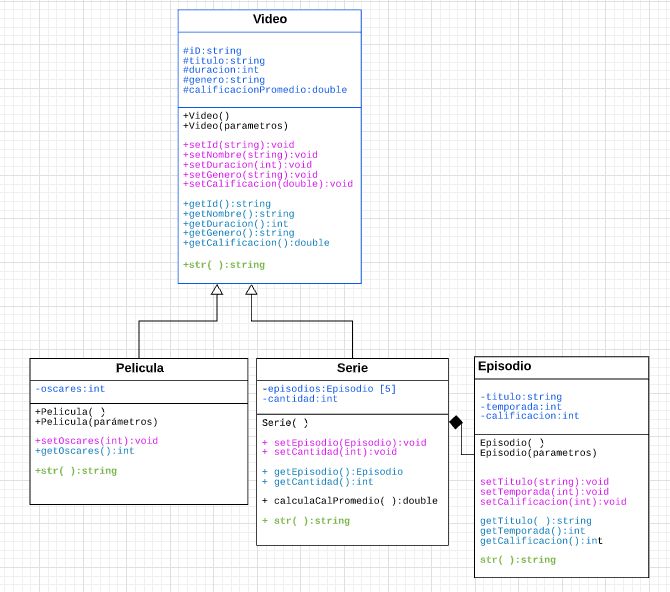 Video
#iD:string
#titulo:string
#duracion:int
#genero:string
#calificacionPromedio:double
+Video()
+Video(parametros)
+setId(string):void
+setNombre(string):void
+setDuracion(int):void
+setGenero(string):void
+setCalificacion(double):void
+getId():string
+getNombre():string
+getDuracion():int
+getGenero():string
+getCalificacion():double
+str( ):string
Pelicula
-oscares:int
+Pelicula( )
+Pelicula(parámetros)
+setOscares(int):void
+getOscares():int
+str( ):string
Serie
-episodios:Episodio [5]
-cantidad:int
Serie( )
+ setEpisodio(Episodio):void
+ setCantidad(int):void
+ getEpisodio():Episodio
+ getCantidad():int
+ calculaCalPromedio( ):double
+ str( ):string
Episodio
-titulo:string
-temporada:int
-calificacion:int
Episodio( )
Episodio(parametros)
setTitulo(string):void
setTemporada(int):void
setCalificacion(int):void
getTitulo( ):string
getTemporada():int
getCalificacion():int
str( ):string